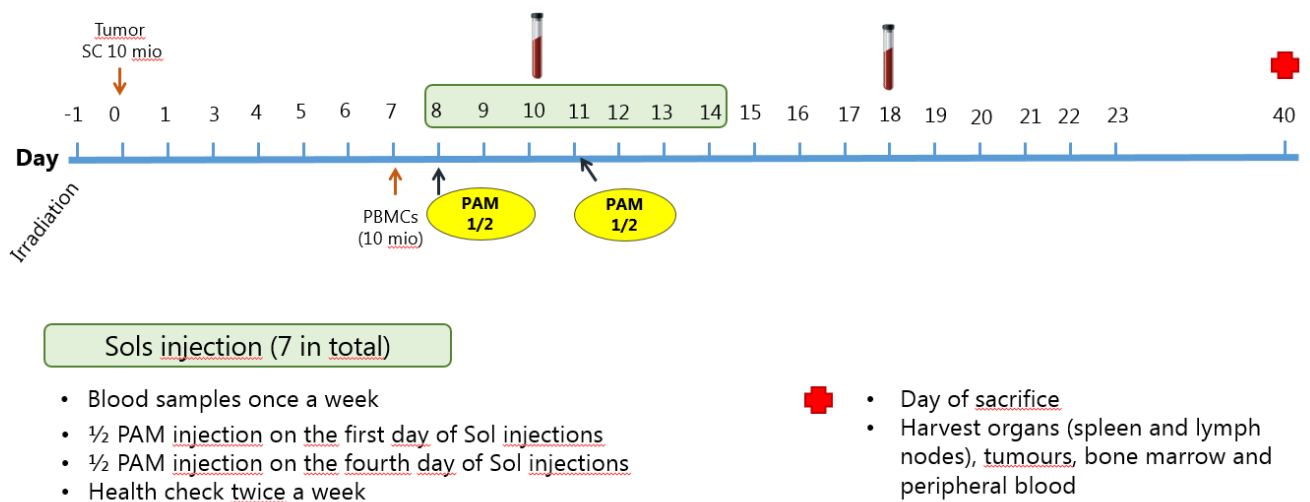 Tumor
SC 10 mio
-1 0 1 3 4 5 6 7 8 9 10 11 12 13 14 15 16 17 18 19 20 21 22 23 40
Day
Irradiation
PBMCs
(10 mio)
PAM
1/2
PAM
1/2
Sols injection (7 in total)
• Blood samples once a week
• ½ PAM injection on the first day of Sol injections
• ½ PAM injection on the fourth day of Sol injections
• Health check twice a week
• Day of sacrifice
• Harvest organs (spleen and lymph
nodes), tumours, bone marrow and
peripheral blood